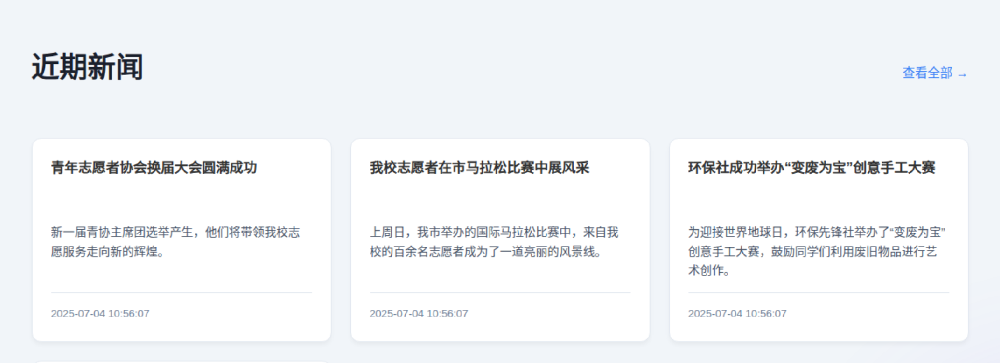 近期新闻
查看全部 →
青年志愿者协会换届大会圆满成功
新一届青协主席团选举产生，他们将带领我校志
愿服务走向新的辉煌。
2025-07-04 10:56:07
我校志愿者在市马拉松比赛中展风采
上周日，我市举办的国际马拉松比赛中，来自我
校的百余名志愿者成为了一道亮丽的风景线。
2025-07-04 10:56:07
环保社成功举办“变废为宝”创意手工大赛
为迎接世界地球日，环保先锋社举办了“变废为宝”
创意手工大赛，鼓励同学们利用废旧物品进行艺
术创作。
2025-07-04 10:56:07